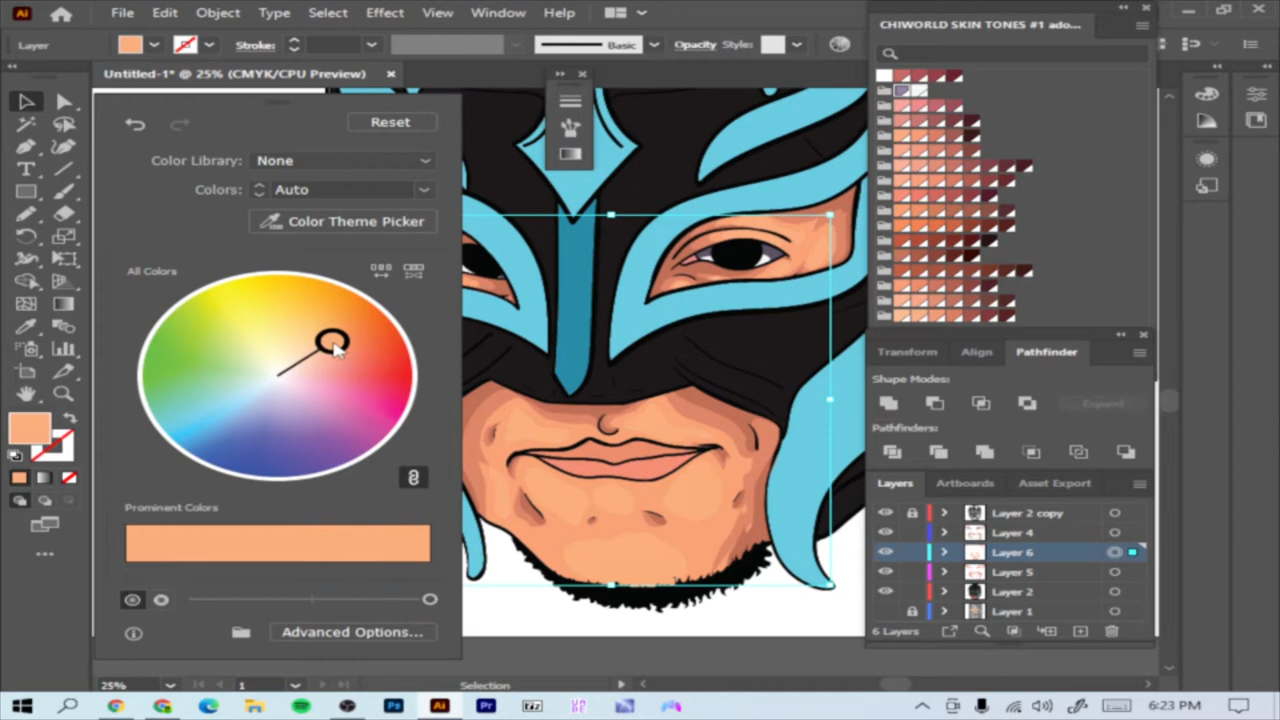 Ai File Edit Object Type Select Effect View Window Help
CHIWORLD SKIN TONES #1 ado...
Layer Stroke: Basic Opacity Style:
Untitled-1* @ 25% (CMYK/CPU Preview)
Reset
Color Library: None
Colors: Auto
Color Theme Picker
All Colors
Prominent Colors
Advanced Options...
Transform Align Pathfinder
Shape Modes:
Expand
Pathfinders:
Layers Artboards Asset Export
Layer 2 copy
Layer 4
Layer 6
Layer 5
Layer 2
Layer 1
6 Layers
25% 1 Selection
Ps Ai Pr 6:23 PM